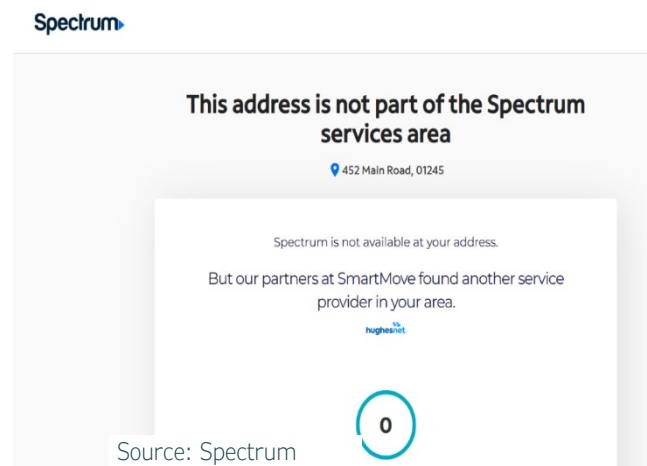 Spectrum
This address is not part of the Spectrum
services area
452 Main Road, 01245
Spectrum is not available at your address.
But our partners at SmartMove found another service
provider in your area.
hughesnet
0
Source: Spectrum